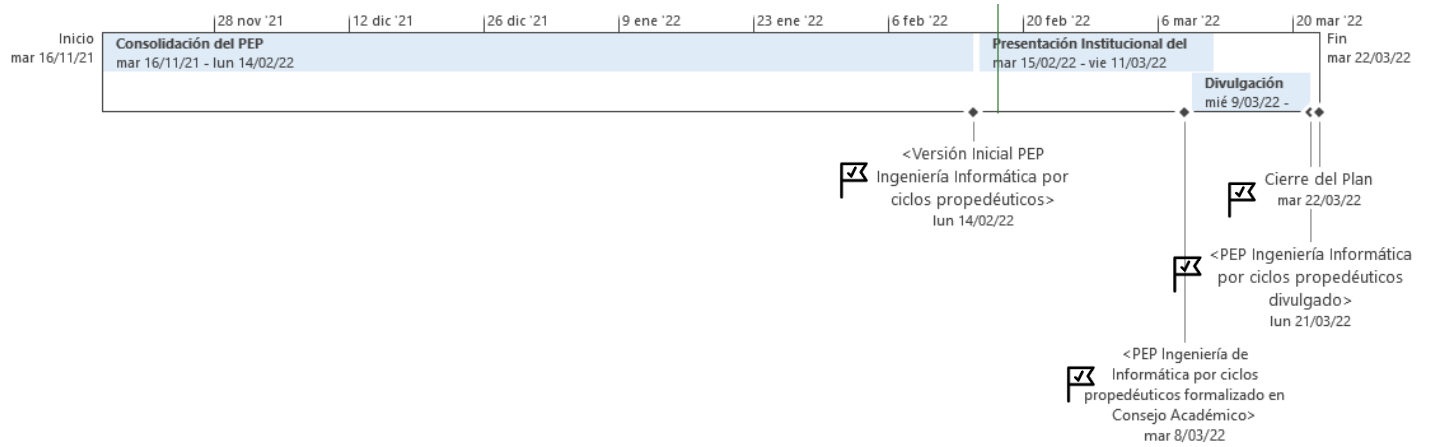 28 nov '21
12 dic '21
26 dic '21
9 ene '22
23 ene '22
6 feb '22
20 feb '22
6 mar '22
20 mar '22
Inicio
mar 16/11/21
Consolidación del PEP
mar 16/11/21 - lun 14/02/22
Presentación Institucional del
mar 15/02/22 - vie 11/03/22
Fin
mar 22/03/22
Divulgación
mié 9/03/22 -
<Versión Inicial PEP
Ingeniería Informática por
ciclos propedéuticos>
lun 14/02/22
Cierre del Plan
mar 22/03/22
<PEP Ingeniería Informática
por ciclos propedéuticos
divulgado>
lun 21/03/22
<PEP Ingeniería de
Informática por ciclos
propedéuticos formalizado en
Consejo Académico>
mar 8/03/22